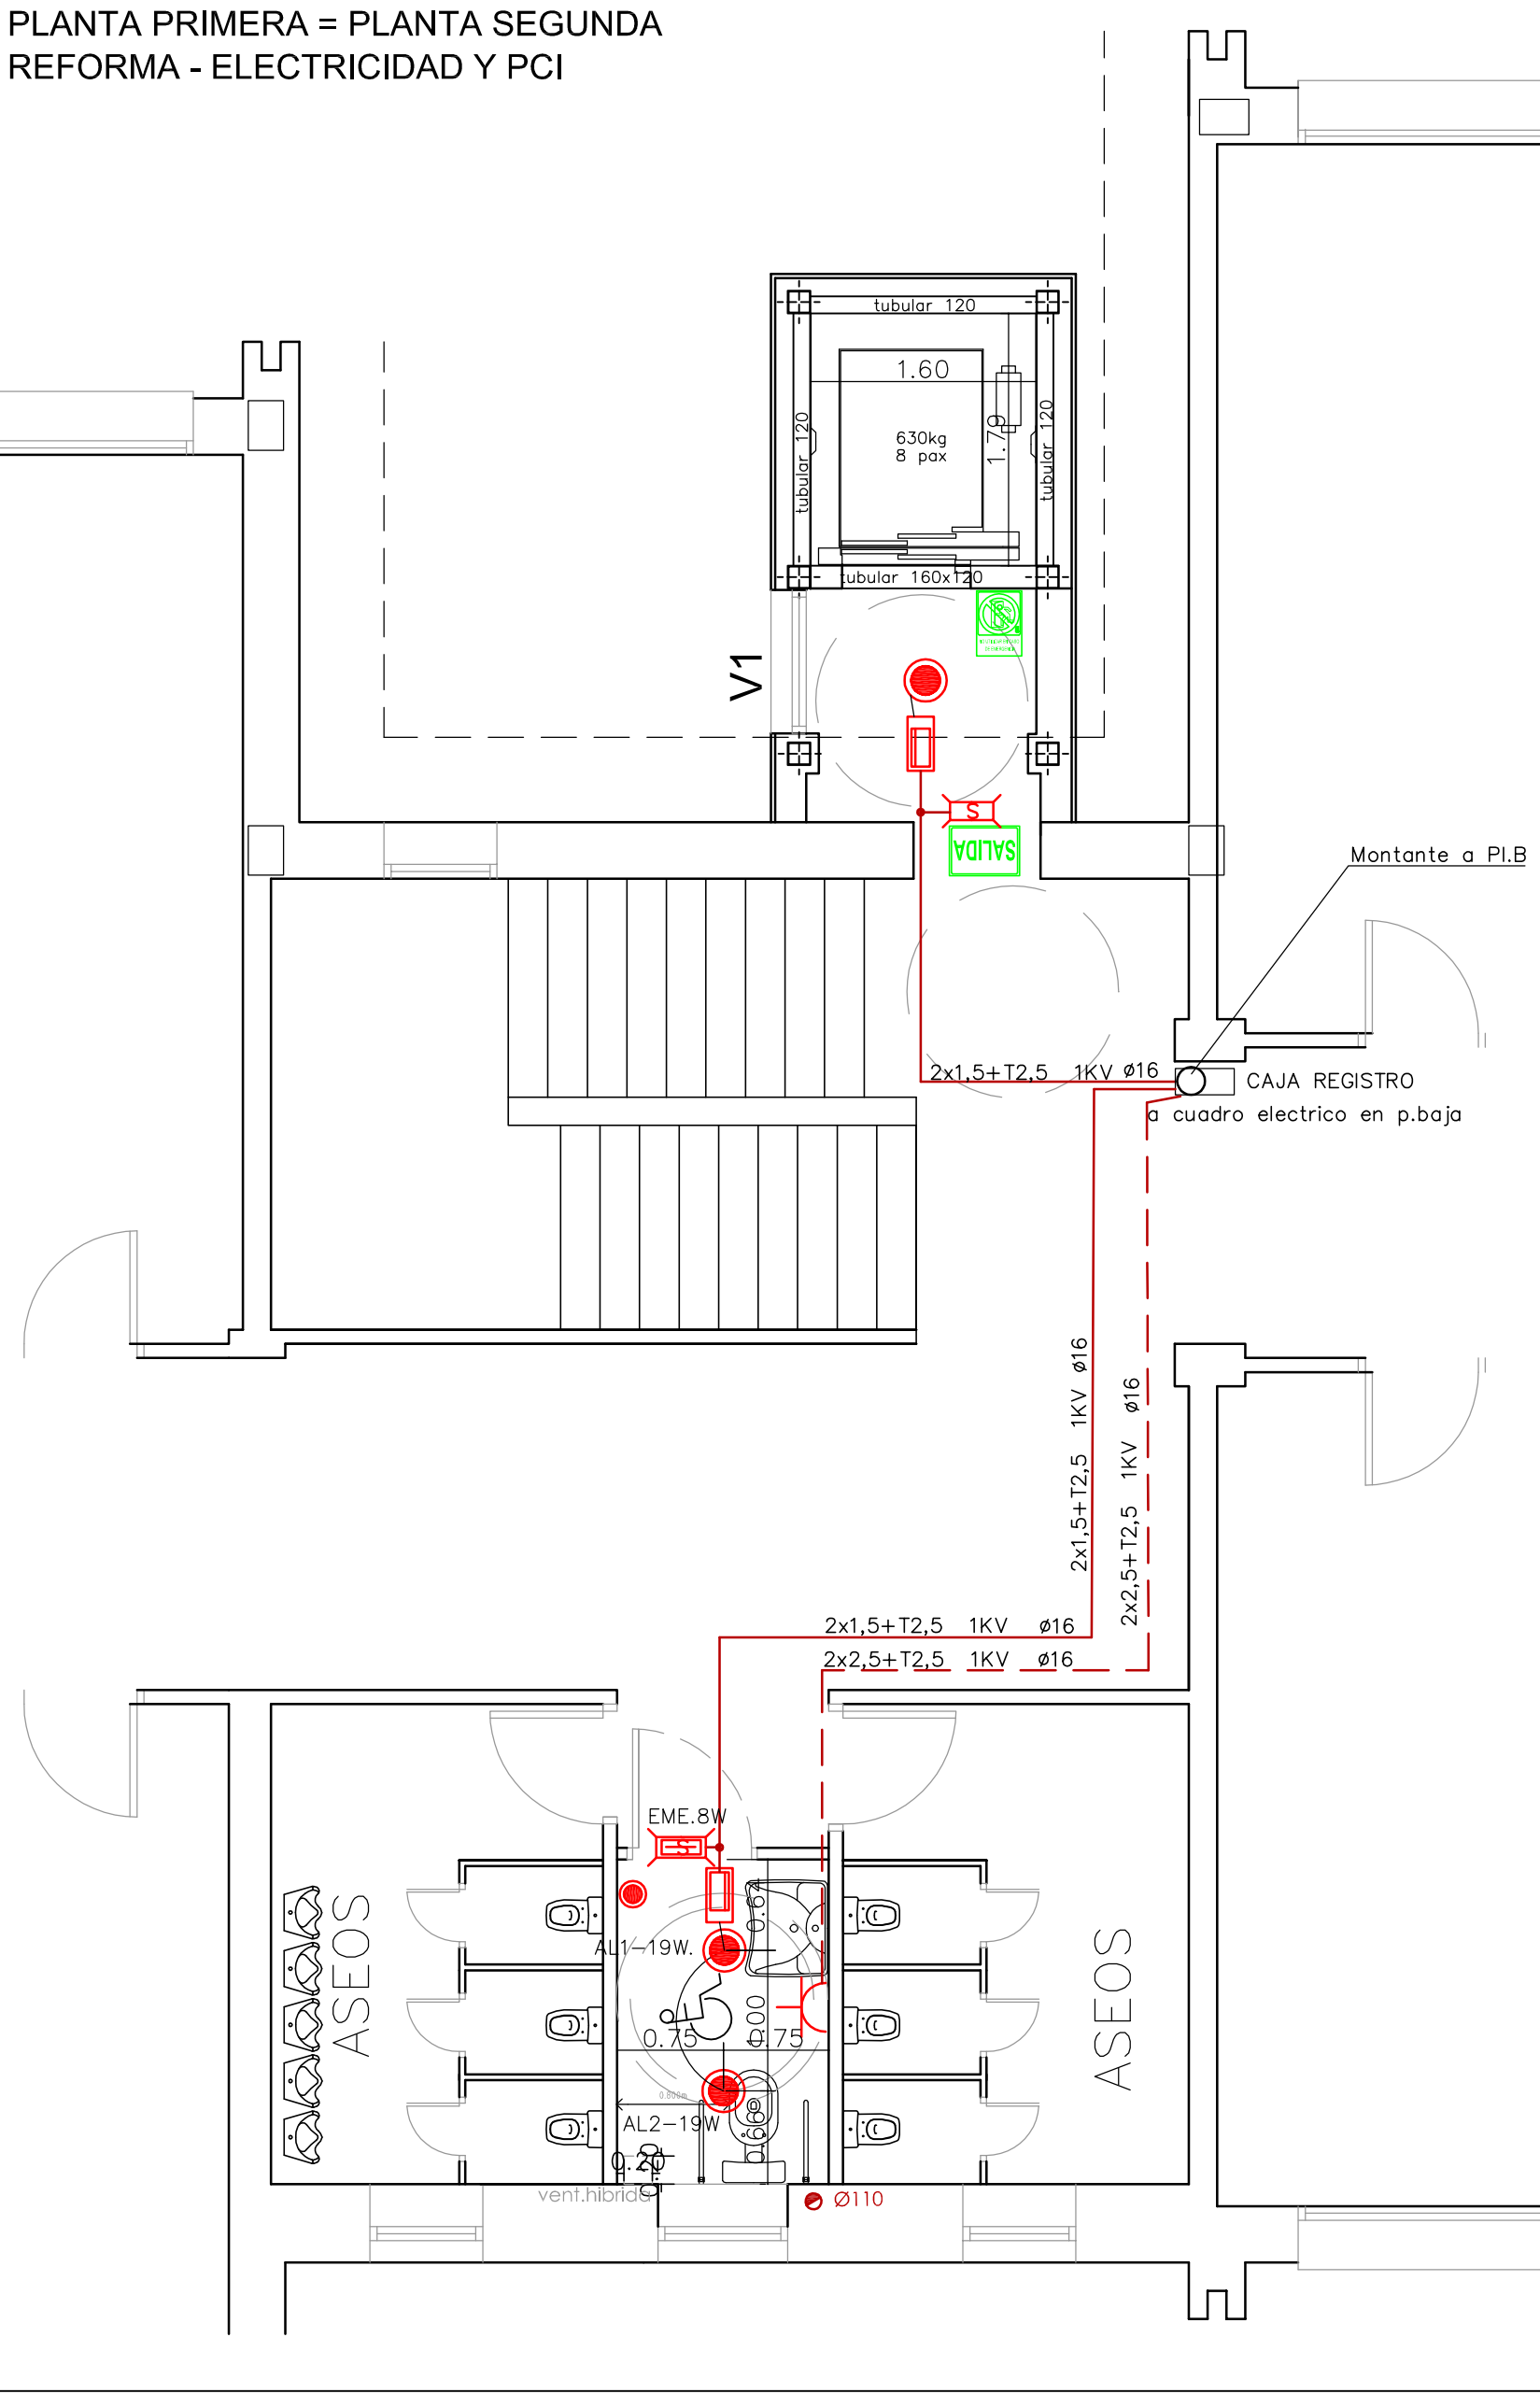 PLANTA PRIMERA = PLANTA SEGUNDA
REFORMA - ELECTRICIDAD Y PCI
tubular 120
1.60
tubular 120
630kg
8 pax
1.79
tubular 120
tubular 160x120
V1
S
SALIDA
Montante a Pl.B
2x1,5+T2,5 1KV ø16
CAJA REGISTRO
a cuadro electrico en p.baja
2x1,5+T2,5 1KV ø16
2x2,5+T2,5 1KV ø16
2x1,5+T2,5 1KV ø16
2x2,5+T2,5 1KV ø16
EME.8W
S
ASEOS
AL1-19W.
ASEOS
0.75
0.75
0.800m
AL2-19W
0.20
vent.hibrida
Ø110